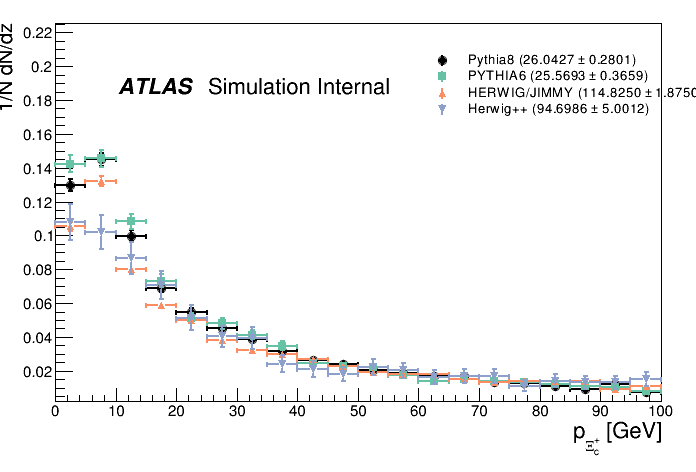 1/N dN/dz
0.22
0.2
0.18
0.16
0.14
0.12
0.1
0.08
0.06
0.04
0.02
ATLAS Simulation Internal
Pythia8 (26.0427 ± 0.2801)
PYTHIA6 (25.5693 ± 0.3659)
HERWIG/JIMMY (114.8250 ± 1.8750
Herwig++ (94.6986 ± 5.0012)
0 10 20 30 40 50 60 70 80 90 100
p_{Ξ_c^+} [GeV]